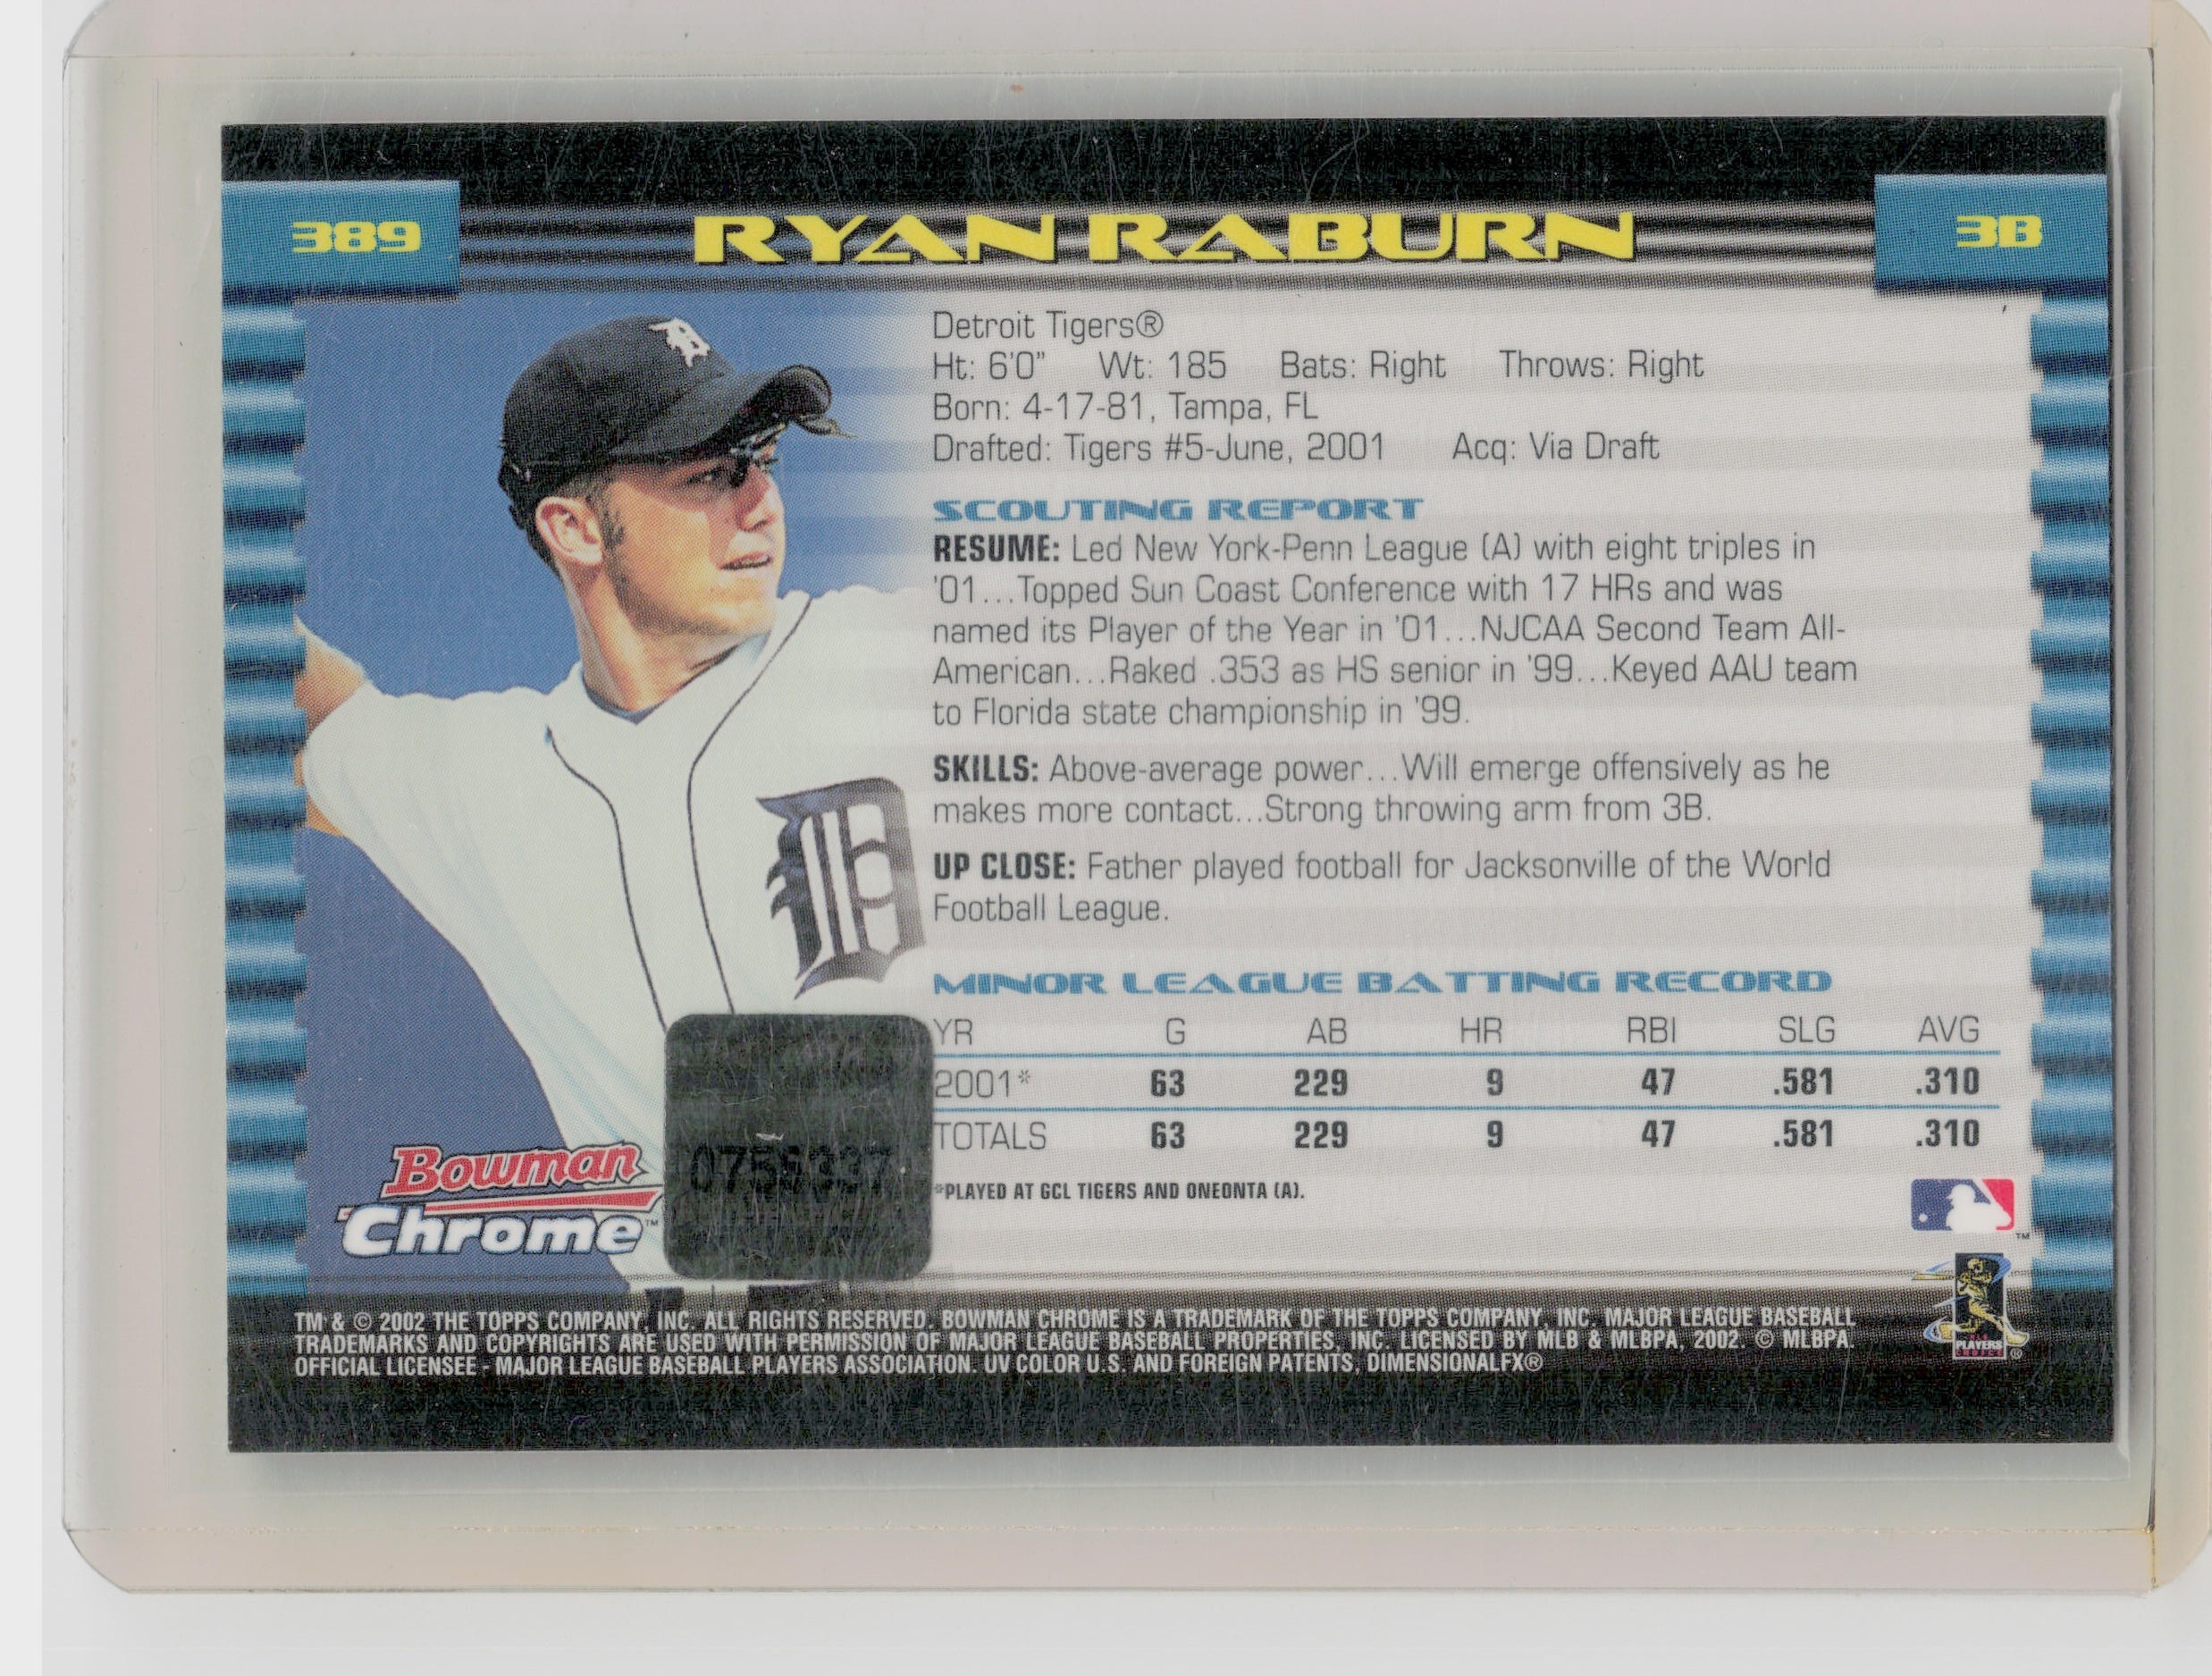 389
RYAN RABURN
3B
Detroit Tigers®
Ht: 6'0" Wt: 185 Bats: Right Throws: Right
Born: 4-17-81, Tampa, FL
Drafted: Tigers #5-June, 2001 Acq: Via Draft
SCOUTING REPORT
RESUME: Led New York-Penn League (A) with eight triples in
'01...Topped Sun Coast Conference with 17 HRs and was
named its Player of the Year in '01...NJCAA Second Team All-
American...Raked .353 as HS senior in '99...Keyed AAU team
to Florida state championship in '99.
SKILLS: Above-average power...Will emerge offensively as he
makes more contact...Strong throwing arm from 3B.
UP CLOSE: Father played football for Jacksonville of the World
Football League.
MINOR LEAGUE BATTING RECORD
YR G AB HR RBI SLG AVG
2001* 63 229 9 47 .581 .310
TOTALS 63 229 9 47 .581 .310
*PLAYED AT GCL TIGERS AND ONEONTA (A).
Bowman
Chrome™
TM & © 2002 THE TOPPS COMPANY, INC. ALL RIGHTS RESERVED. BOWMAN CHROME IS A TRADEMARK OF THE TOPPS COMPANY, INC. MAJOR LEAGUE BASEBALL
TRADEMARKS AND COPYRIGHTS ARE USED WITH PERMISSION OF MAJOR LEAGUE BASEBALL PROPERTIES, INC. LICENSED BY MLB & MLBPA, 2002. © MLBPA.
OFFICIAL LICENSEE - MAJOR LEAGUE BASEBALL PLAYERS ASSOCIATION. UV COLOR U.S. AND FOREIGN PATENTS, DIMENSIONALFX®
TM
PLAYERS
CHOICE ®